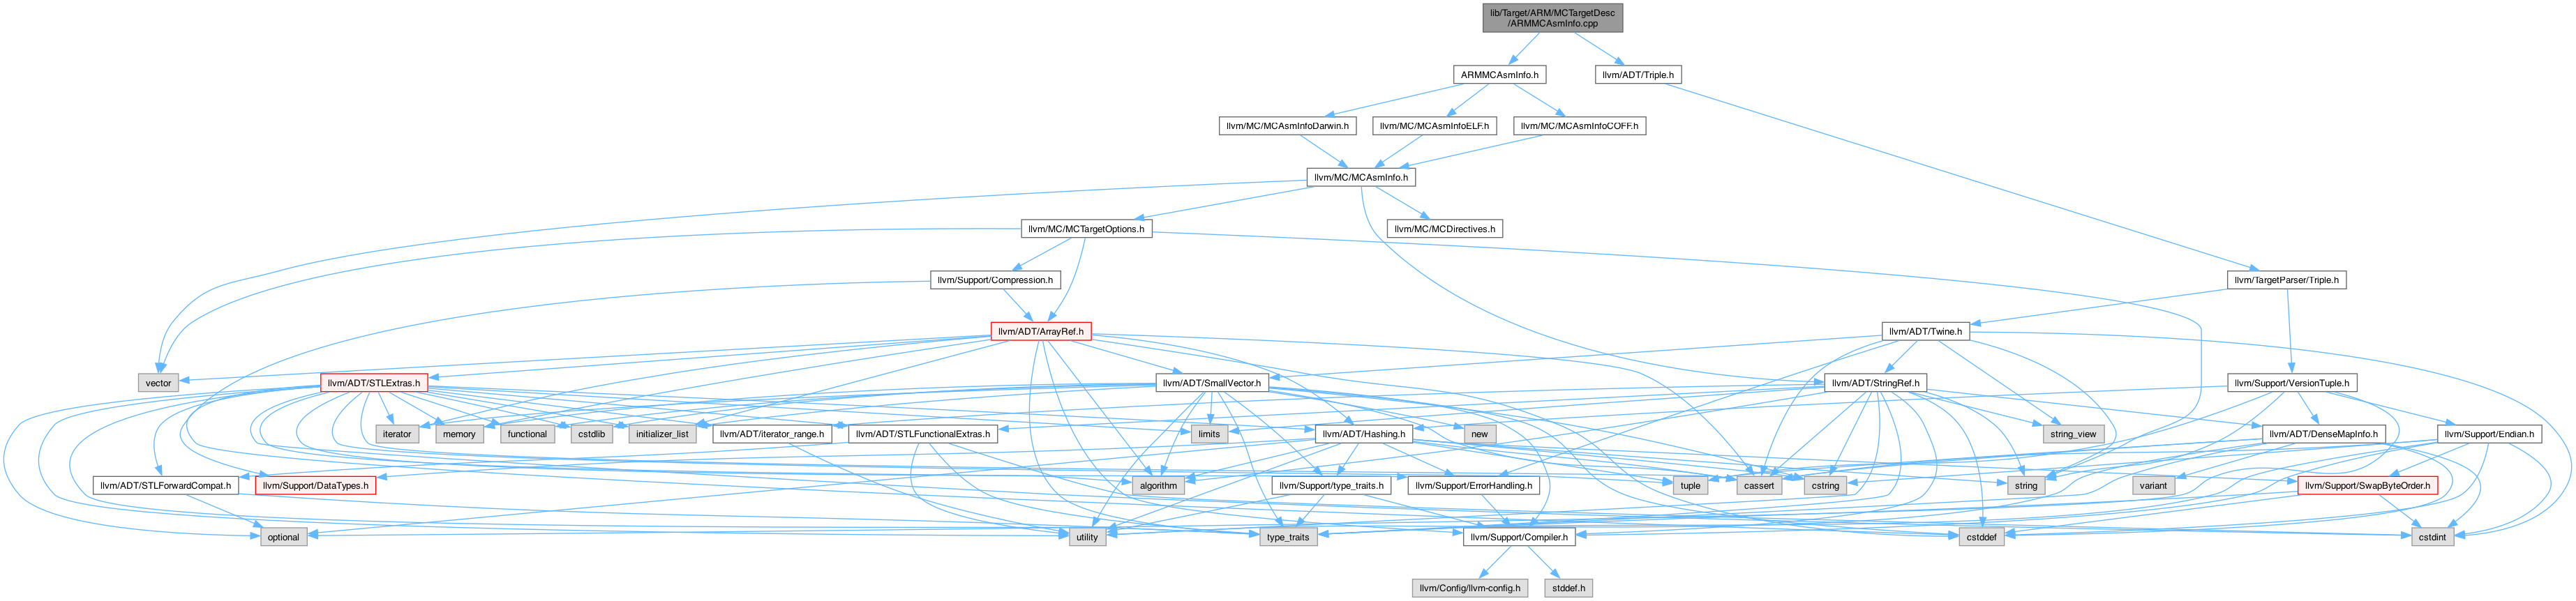 lib/Target/ARM/MCTargetDesc
/ARMMCAsmInfo.cpp
ARMMCAsmInfo.h
llvm/ADT/Triple.h
llvm/MC/MCAsmInfoDarwin.h
llvm/MC/MCAsmInfoELF.h
llvm/MC/MCAsmInfoCOFF.h
llvm/MC/MCAsmInfo.h
llvm/MC/MCTargetOptions.h
llvm/MC/MCDirectives.h
llvm/Support/Compression.h
llvm/TargetParser/Triple.h
llvm/ADT/ArrayRef.h
llvm/ADT/Twine.h
vector
llvm/ADT/STLExtras.h
llvm/ADT/SmallVector.h
llvm/ADT/StringRef.h
llvm/Support/VersionTuple.h
iterator
memory
functional
cstdlib
initializer_list
llvm/ADT/iterator_range.h
llvm/ADT/STLFunctionalExtras.h
limits
new
llvm/ADT/Hashing.h
string_view
llvm/ADT/DenseMapInfo.h
llvm/Support/Endian.h
llvm/ADT/STLForwardCompat.h
llvm/Support/DataTypes.h
algorithm
llvm/Support/type_traits.h
llvm/Support/ErrorHandling.h
tuple
cassert
cstring
string
variant
llvm/Support/SwapByteOrder.h
optional
utility
type_traits
llvm/Support/Compiler.h
cstddef
cstdint
llvm/Config/llvm-config.h
stddef.h